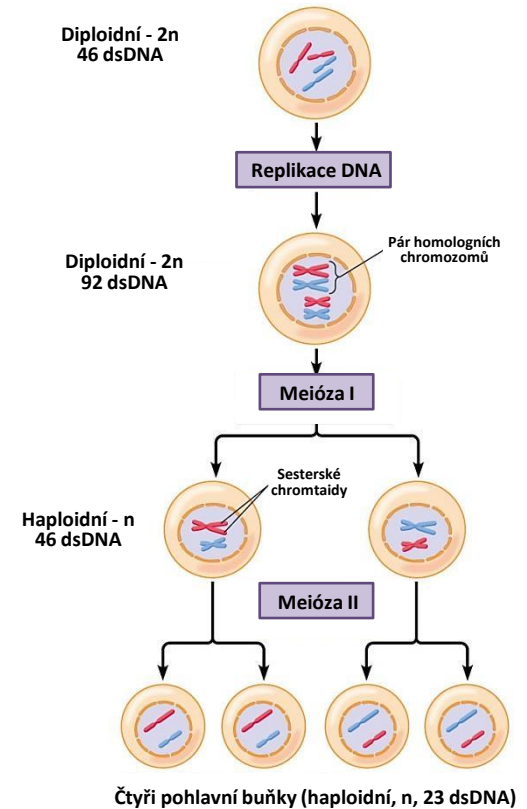 Diploidní - 2n
46 dsDNA
Replikace DNA
Pár homologních
chromozomů
Diploidní - 2n
92 dsDNA
Meióza I
Sesterské
chromtaidy
Haploidní - n
46 dsDNA
Meióza II
Čtyři pohlavní buňky (haploidní, n, 23 dsDNA)